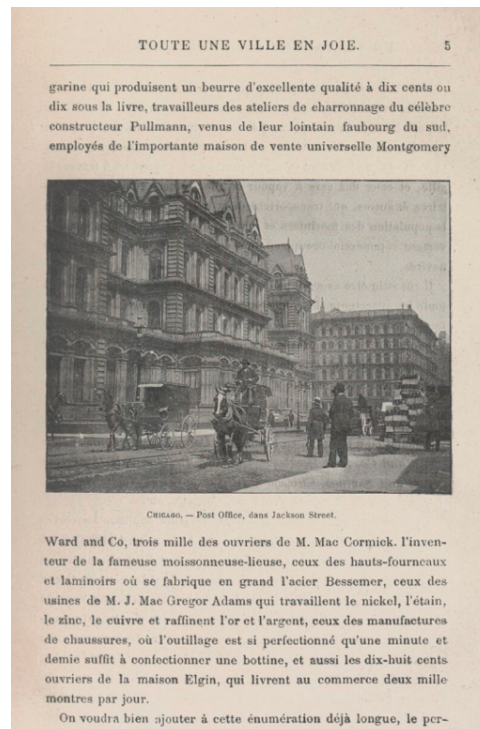 TOUTE UNE VILLE EN JOIE. 5
garine qui produisent un beurre d'excellente qualité à dix cents ou
dix sous la livre, travailleurs des ateliers de charronnage du célèbre
constructeur Pullmann, venus de leur lointain faubourg du sud,
employés de l'importante maison de vente universelle Montgomery
CHICAGO. — Post Office, dans Jackson Street.
Ward and Co, trois mille des ouvriers de M. Mac Cormick. l'inven-
teur de la fameuse moissonneuse-lieuse, ceux des hauts-fourneaux
et laminoirs où se fabrique en grand l'acier Bessemer, ceux des
usines de M. J. Mac Gregor Adams qui travaillent le nickel, l'étain,
le zinc, le cuivre et raffinent l'or et l'argent, ceux des manufactures
de chaussures, où l'outillage est si perfectionné qu'une minute et
demie suffit à confectionner une bottine, et aussi les dix-huit cents
ouvriers de la maison Elgin, qui livrent au commerce deux mille
montres par jour.
On voudra bien ajouter à cette énumération déjà longue, le per-